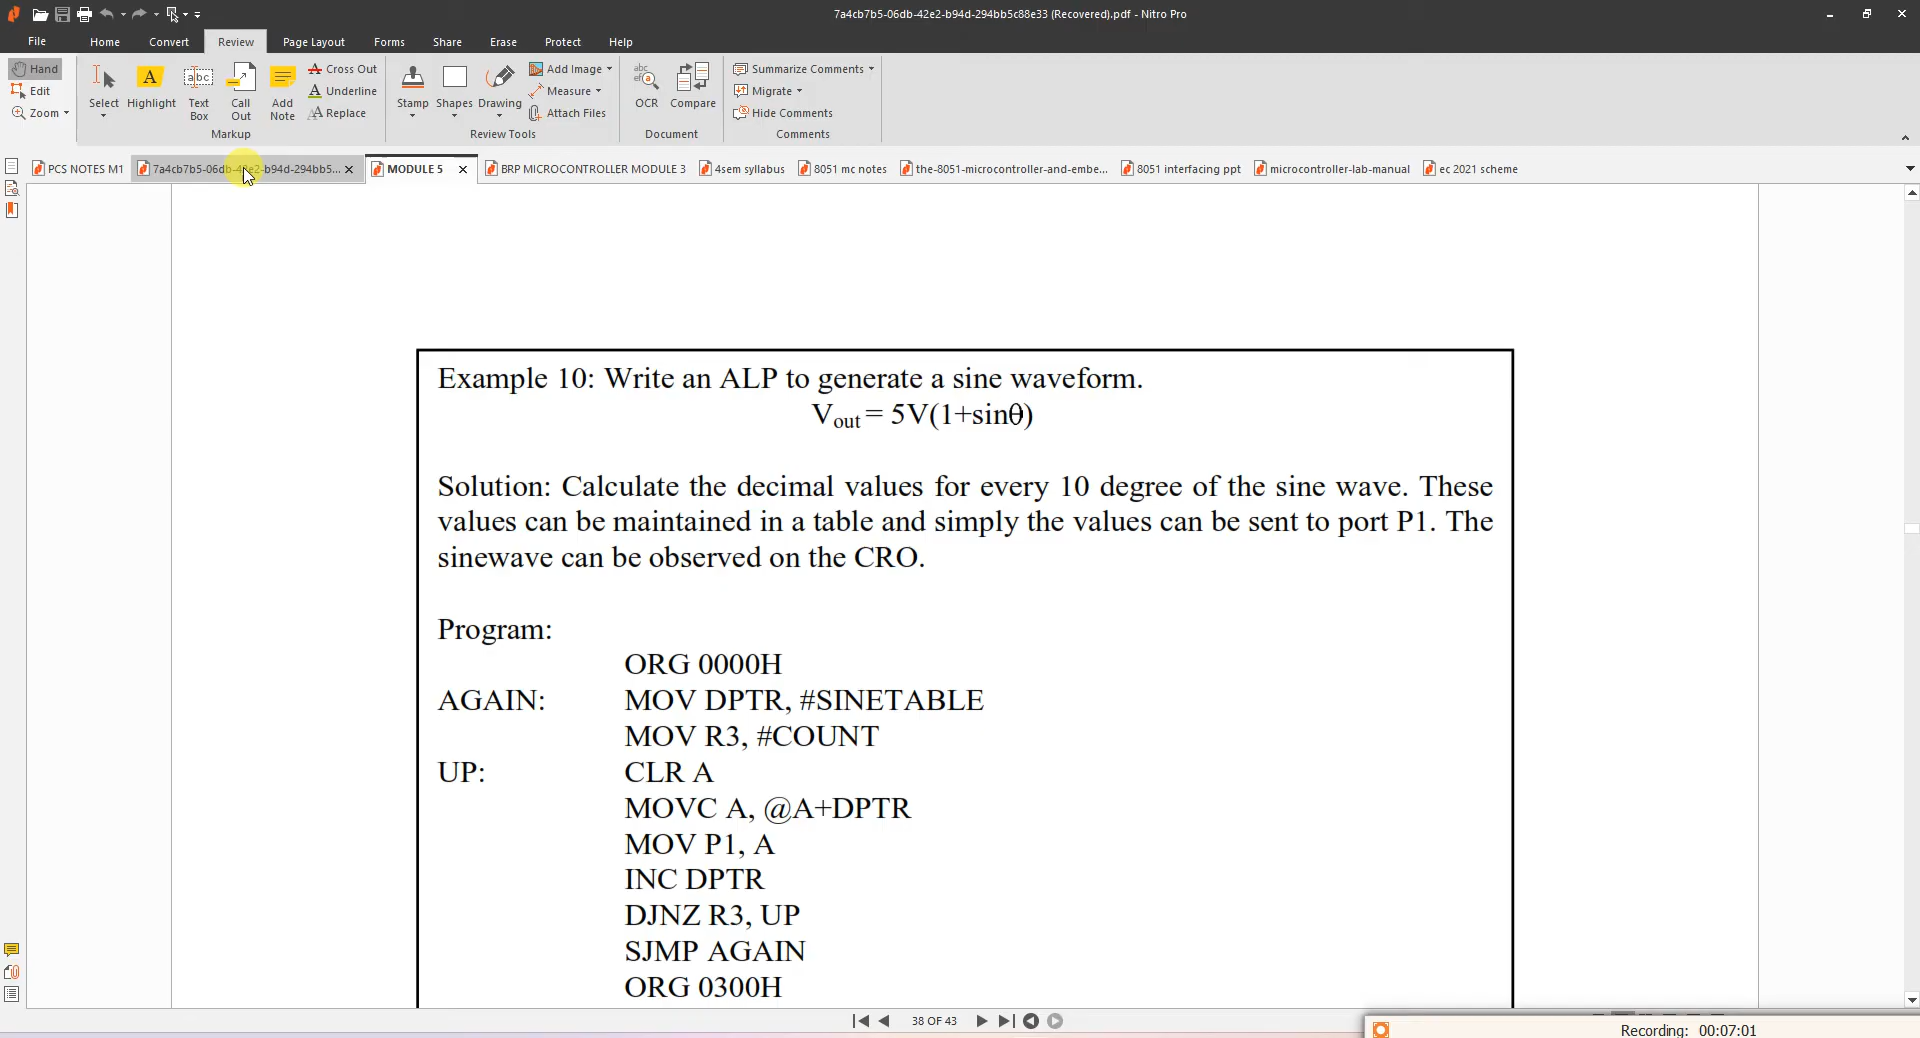 7a4cb7b5-06db-42e2-b94d-294bb5c88e33 (Recovered).pdf - Nitro Pro
File Home Convert Review Page Layout Forms Share Erase Protect Help
Hand
Edit
Zoom
Select
Highlight
Text Box
Call Out
Add Note
Cross Out
Underline
Replace
Markup
Stamp
Shapes
Drawing
Add Image
Measure
Attach Files
Review Tools
OCR
Compare
Document
Summarize Comments
Migrate
Hide Comments
Comments
PCS NOTES M1
7a4cb7b5-06db-42e2-b94d-294bb5...
MODULE 5
BRP MICROCONTROLLER MODULE 3
4sem syllabus
8051 mc notes
the-8051-microcontroller-and-embe...
8051 interfacing ppt
microcontroller-lab-manual
ec 2021 scheme
Example 10: Write an ALP to generate a sine waveform.
Vout = 5V(1+sinθ)
Solution: Calculate the decimal values for every 10 degree of the sine wave. These
values can be maintained in a table and simply the values can be sent to port P1. The
sinewave can be observed on the CRO.
Program:
ORG 0000H
AGAIN: MOV DPTR, #SINETABLE
MOV R3, #COUNT
UP: CLR A
MOVC A, @A+DPTR
MOV P1, A
INC DPTR
DJNZ R3, UP
SJMP AGAIN
ORG 0300H
38 OF 43
Recording: 00:07:01